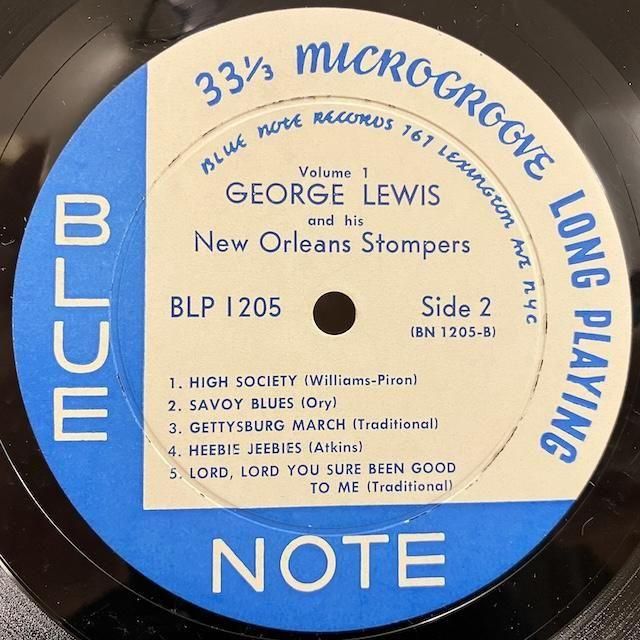 33⅓ MICROGROOVE LONG PLAYING
BLUE NOTE RECORDS 767 LEXINGTON AVE NYC
Volume 1
GEORGE LEWIS
and his
New Orleans Stompers
BLP 1205
Side 2
(BN 1205-B)
1. HIGH SOCIETY (Williams-Piron)
2. SAVOY BLUES (Ory)
3. GETTYSBURG MARCH (Traditional)
4. HEEBIE JEEBIES (Atkins)
5. LORD, LORD YOU SURE BEEN GOOD
TO ME (Traditional)
BLUE
NOTE